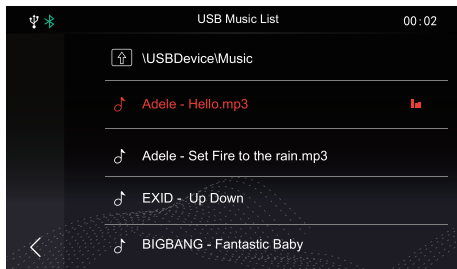 USB Music List
00:02
\USBDevice\Music
Adele - Hello.mp3
Adele - Set Fire to the rain.mp3
EXID - Up Down
BIGBANG - Fantastic Baby